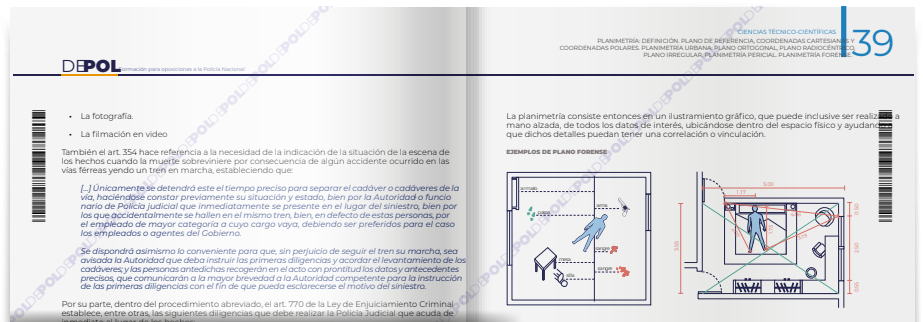 DEPOL
Formación para oposiciones a la Policía Nacional
• La fotografía.
• La filmación en video
También el art. 354 hace referencia a la necesidad de la indicación de la situación de la escena de
los hechos cuando la muerte sobreviniere por consecuencia de algún accidente ocurrido en las
vías férreas yendo un tren en marcha, estableciendo que:
[...] Únicamente se detendrá este el tiempo preciso para separar el cadáver o cadáveres de la
vía, haciéndose constar previamente su situación y estado, bien por la Autoridad o funcio
nario de Policía judicial que inmediatamente se presente en el lugar del siniestro, bien por
los que accidentalmente se hallen en el mismo tren, bien, en defecto de estas personas, por
el empleado de mayor categoría a cuyo cargo vaya, debiendo ser preferidos para el caso
los empleados o agentes del Gobierno.
Se dispondrá asimismo lo conveniente para que, sin perjuicio de seguir el tren su marcha, sea
avisada la Autoridad que deba instruir las primeras diligencias y acordar el levantamiento de los
cadáveres; y las personas antedichas recogerán en el acto con prontitud los datos y antecedentes
precisos, que comunicarán a la mayor brevedad a la Autoridad competente para la instrucción
de las primeras diligencias con el fin de que pueda esclarecerse el motivo del siniestro.
Por su parte, dentro del procedimiento abreviado, el art. 770 de la Ley de Enjuiciamiento Criminal
establece, entre otras, las siguientes diligencias que debe realizar la Policía Judicial que acuda de
inmediato al lugar de los hechos:
CIENCIAS TÉCNICO-CIENTÍFICAS.
PLANIMETRÍA: DEFINICIÓN. PLANO DE REFERENCIA, COORDENADAS CARTESIANAS Y
COORDENADAS POLARES. PLANIMETRÍA URBANA; PLANO ORTOGONAL, PLANO RADIOCÉNTRICO,
PLANO IRREGULAR, PLANIMETRÍA PERICIAL. PLANIMETRÍA FORENSE.
39
La planimetría consiste entonces en un ilustramiento gráfico, que puede inclusive ser realizado a
mano alzada, de todos los datos de interés, ubicándose dentro del espacio físico y ayudando
que dichos detalles puedan tener una correlación o vinculación.
EJEMPLOS DE PLANO FORENSE
arma
sangre
mesa
sangre
silla
5.00
1.17